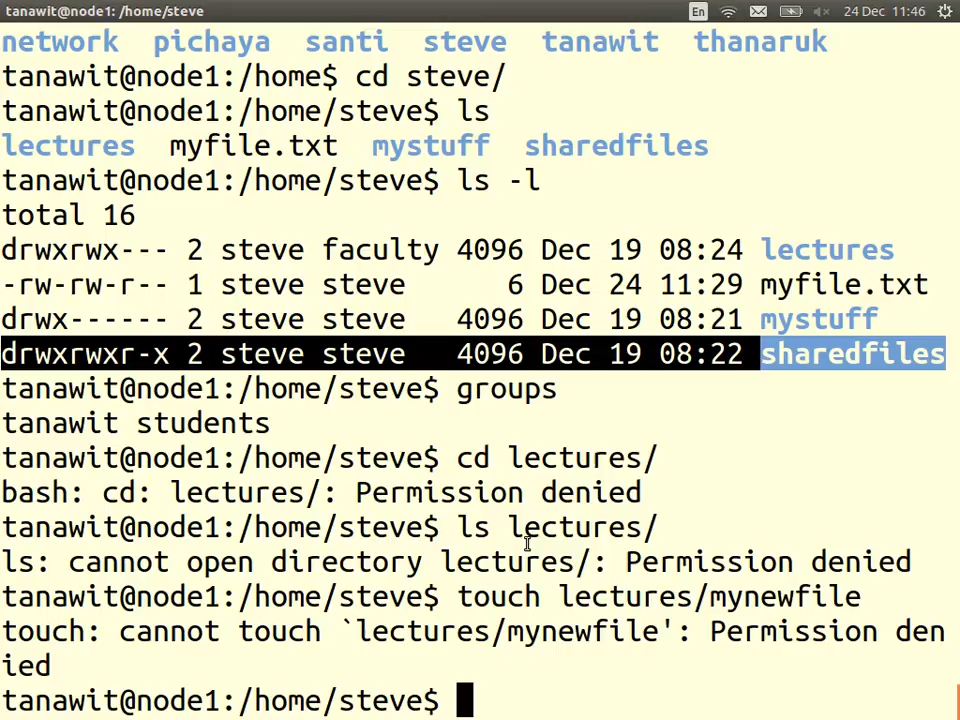 tanawit@node1: /home/steve En 24 Dec 11:46
network pichaya santi steve tanawit thanaruk
tanawit@node1:/home$ cd steve/
tanawit@node1:/home/steve$ ls
lectures myfile.txt mystuff sharedfiles
tanawit@node1:/home/steve$ ls -l
total 16
drwxrwx--- 2 steve faculty 4096 Dec 19 08:24 lectures
-rw-rw-r-- 1 steve steve 6 Dec 24 11:29 myfile.txt
drwx------ 2 steve steve 4096 Dec 19 08:21 mystuff
drwxrwxr-x 2 steve steve 4096 Dec 19 08:22 sharedfiles
tanawit@node1:/home/steve$ groups
tanawit students
tanawit@node1:/home/steve$ cd lectures/
bash: cd: lectures/: Permission denied
tanawit@node1:/home/steve$ ls lectures/
ls: cannot open directory lectures/: Permission denied
tanawit@node1:/home/steve$ touch lectures/mynewfile
touch: cannot touch `lectures/mynewfile': Permission den
ied
tanawit@node1:/home/steve$